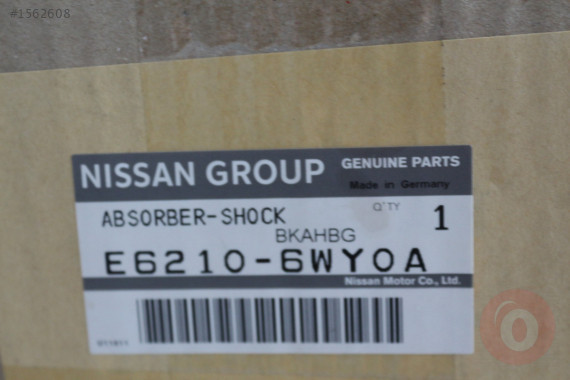 #1562608
NISSAN GROUP GENUINE PARTS
Made in Germany
ABSORBER-SHOCK Q'TY 1
BKAHBG
E6210-6WY0A
Nissan Motor Co., Ltd.